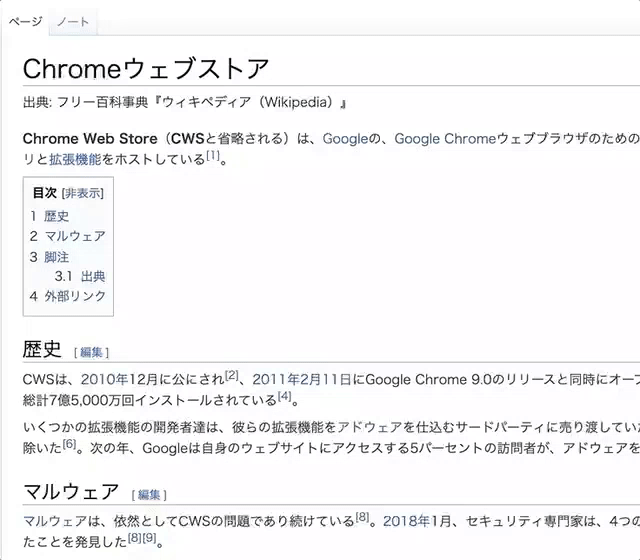 ページ ノート
Chromeウェブストア
出典: フリー百科事典『ウィキペディア（Wikipedia）』
Chrome Web Store（CWSと省略される）は、Googleの、Google Chromeウェブブラウザのための
リと拡張機能をホストしている[1]。
目次 [非表示]
1 歴史
2 マルウェア
3 脚注
3.1 出典
4 外部リンク
歴史 [ 編集 ]
CWSは、2010年12月に公にされ[2]、2011年2月11日にGoogle Chrome 9.0のリリースと同時にオープ
総計7億5,000万回インストールされている[4]。
いくつかの拡張機能の開発者達は、彼らの拡張機能をアドウェアを仕込むサードパーティに売り渡していた
除いた[6]。次の年、Googleは自身のウェブサイトにアクセスする5パーセントの訪問者が、アドウェアを
マルウェア [ 編集 ]
マルウェアは、依然としてCWSの問題であり続けている[8]。2018年1月、セキュリティ専門家は、4つの
たことを発見した[8][9]。